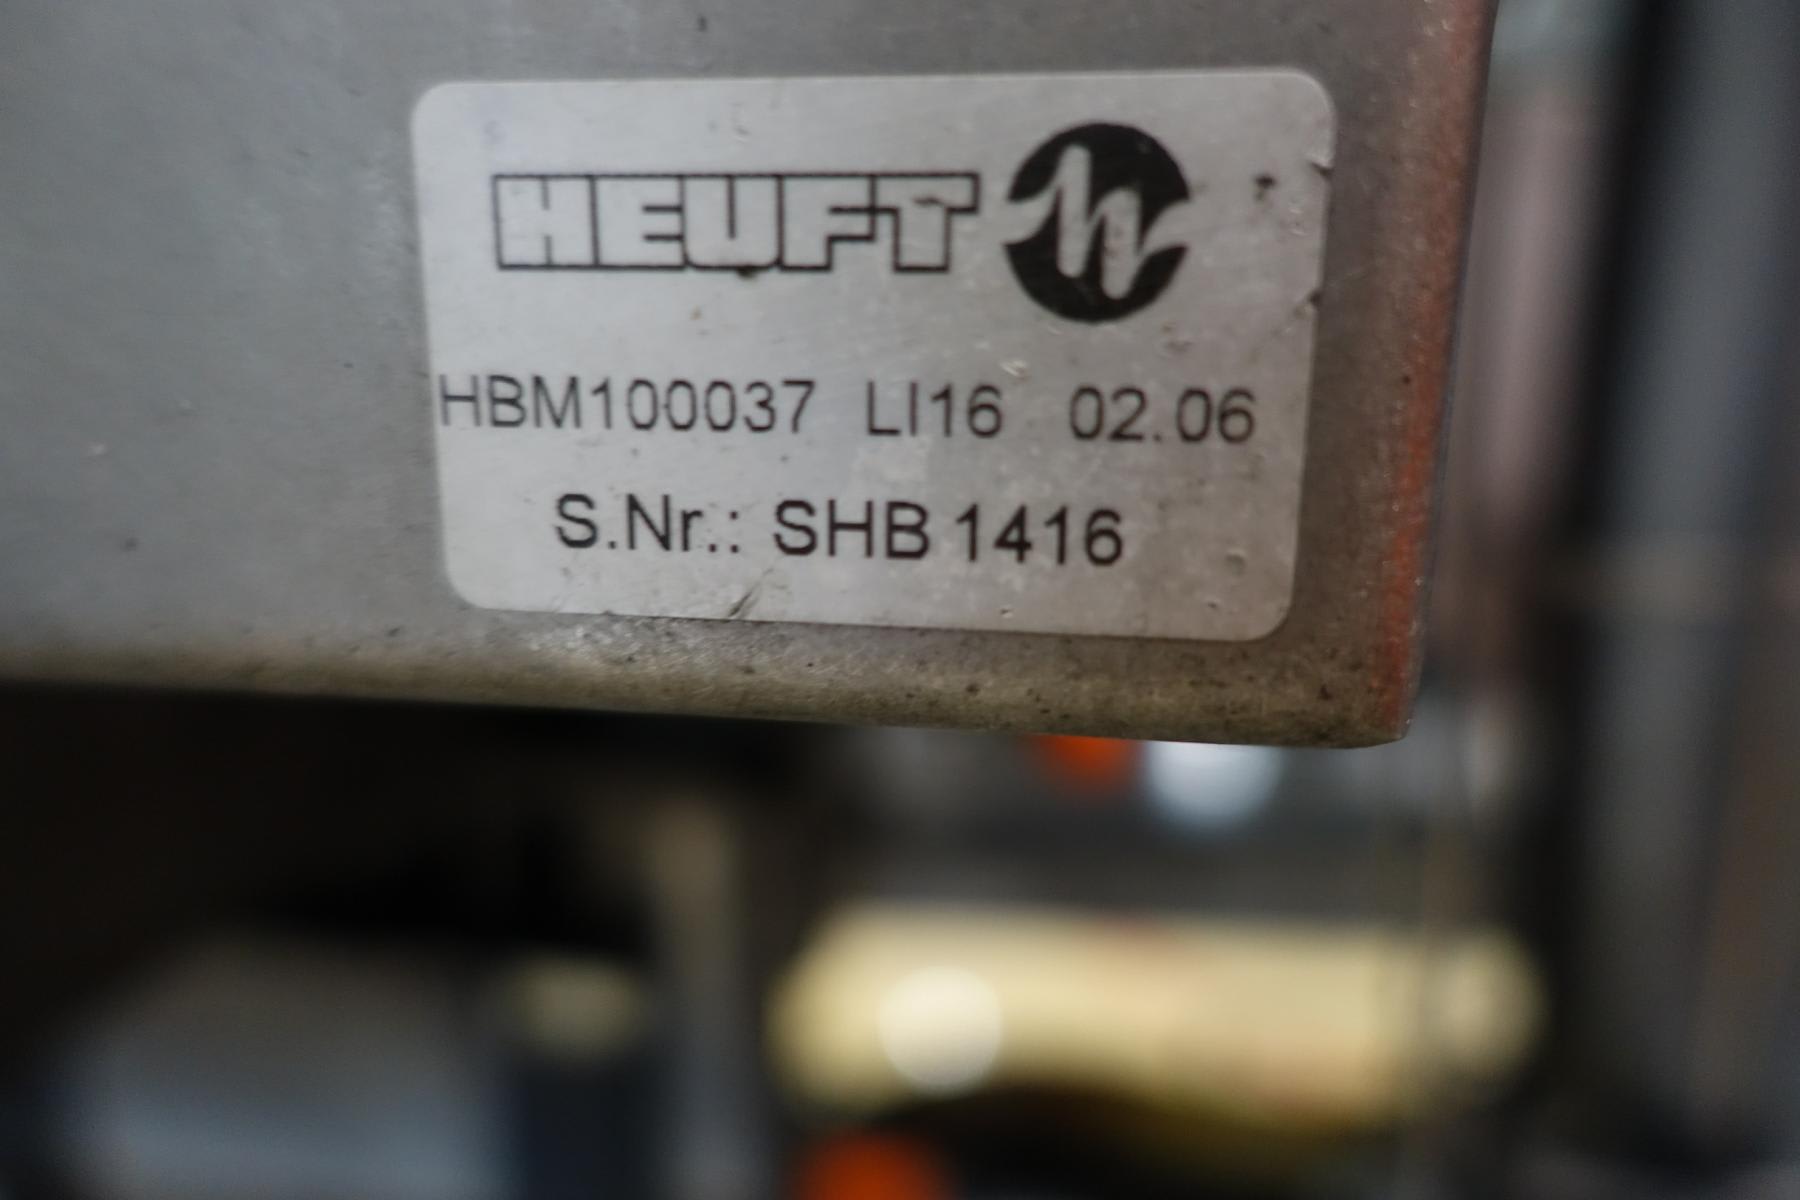 HEUFT
HBM100037 LI16 02.06
S.Nr.: SHB 1416